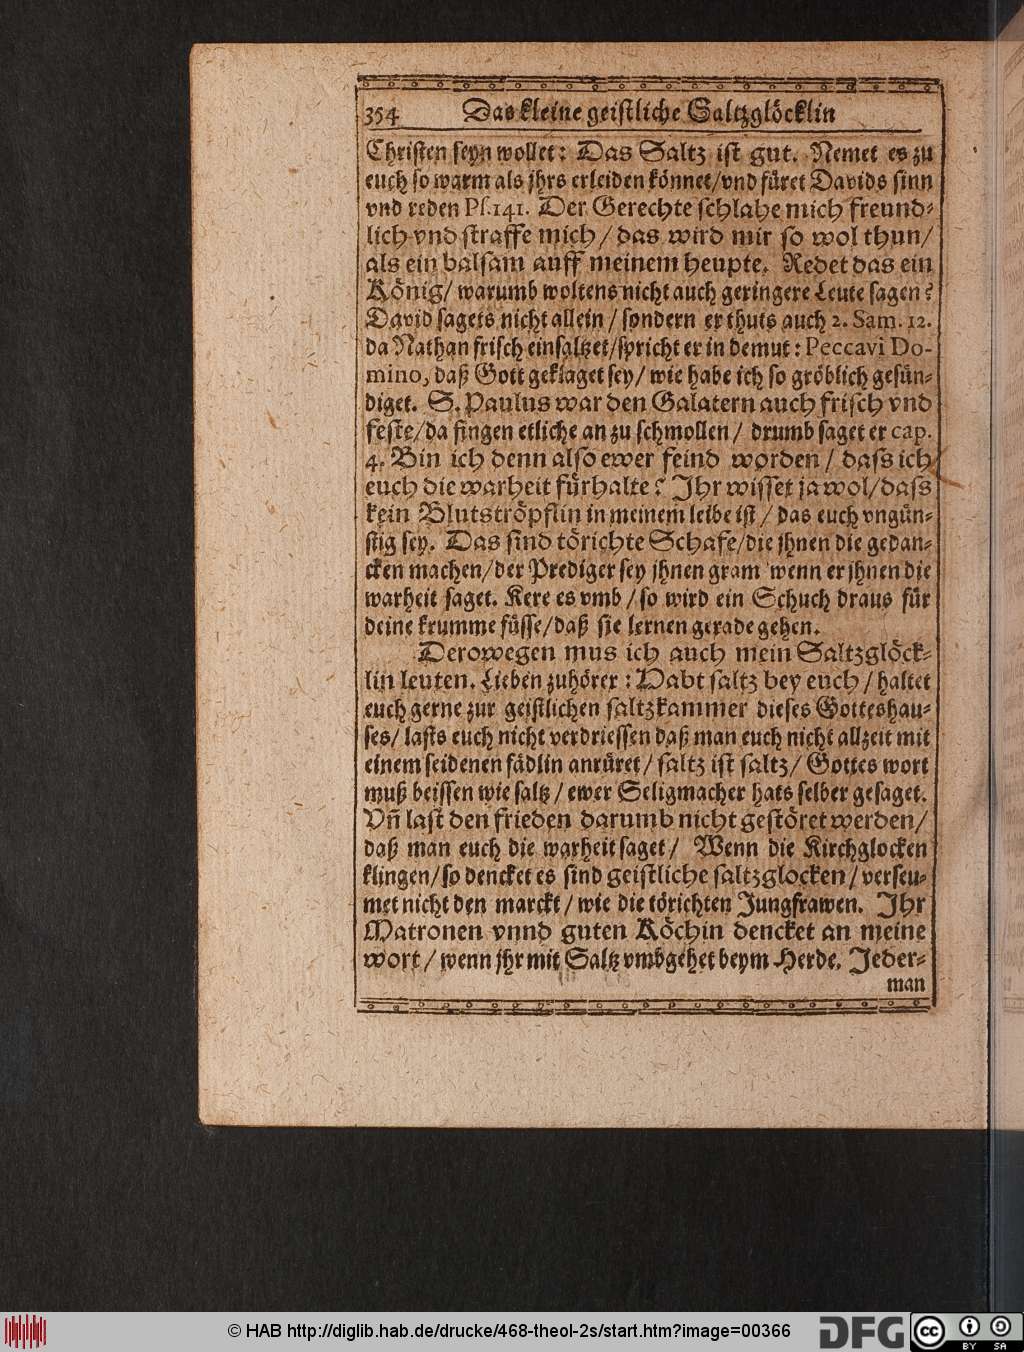 354 Das kleine geistliche Saltzglöcklin
Christen seyn wollet: Das Saltz ist gut. Nemet es zu
euch so warm als jhrs erleiden könnet/vnd füret Davids sinn
vnd reden Ps.141. Der Gerechte schlahe mich freund-
lich vnd straffe mich/das wird mir so wol thun/
als ein balsam auff meinem heupte. Redet das ein
König/warumb woltens nicht auch geringere Leute sagen?
David sagets nicht allein/sondern er thuts auch 2. Sam. 12.
da Nathan frisch einsaltzet/spricht er in demut: Peccavi Do-
mino, daß Gott geklaget sey/wie habe ich so gröblich gesün-
diget. S. Paulus war den Galatern auch frisch vnd
feste/da fingen etliche an zu schmollen/drumb saget er cap.
4. Bin ich denn also ewer feind worden/dass ich
euch die warheit fürhalte? Jhr wisset ja wol/dass
kein Blutströpflin in meinem leibe ist/das euch vngün-
stig sey. Das sind törichte Schafe/die jhnen die gedan-
cken machen/der Prediger sey jhnen gram wenn er jhnen die
warheit saget. Kere es vmb/so wird ein Schuch draus für
deine krumme füsse/daß sie lernen gerade gehen.
Derowegen mus ich auch mein Saltzglöck-
lin leuten. Lieben zuhörer: Habt saltz bey euch/haltet
euch gerne zur geistlichen saltzkammer dieses Gotteshau-
ses/lasts euch nicht verdriessen daß man euch nicht allzeit mit
einem seidenen fädlin anrüret/saltz ist saltz/Gottes wort
muß beissen wie saltz/ewer Seligmacher hats selber gesaget.
Vñ last den frieden darumb nicht gestöret werden/
daß man euch die warheit saget/Wenn die Kirchglocken
klingen/so dencket es sind geistliche saltzglocken/verseu-
met nicht den marckt/wie die törichten Jungfrawen. Jhr
Matronen vnnd guten Köchin dencket an meine
wort/wenn jhr mit Saltz vmbgehet beym Herde. Jeder-
man
© HAB http://diglib.hab.de/drucke/468-theol-2s/start.htm?image=00366
DFG
cc BY SA